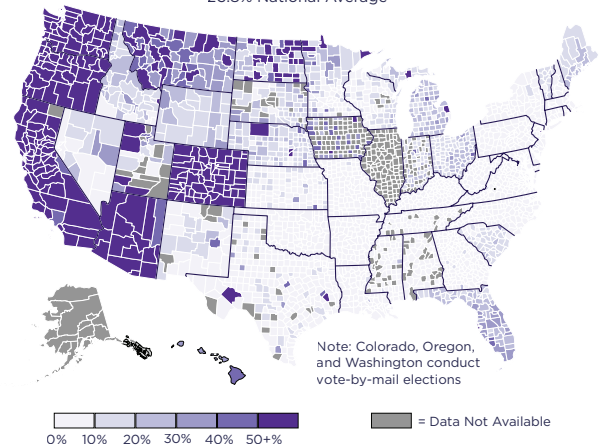 Note: Colorado, Oregon,
and Washington conduct
vote-by-mail elections
0% 10% 20% 30% 40% 50+%
= Data Not Available